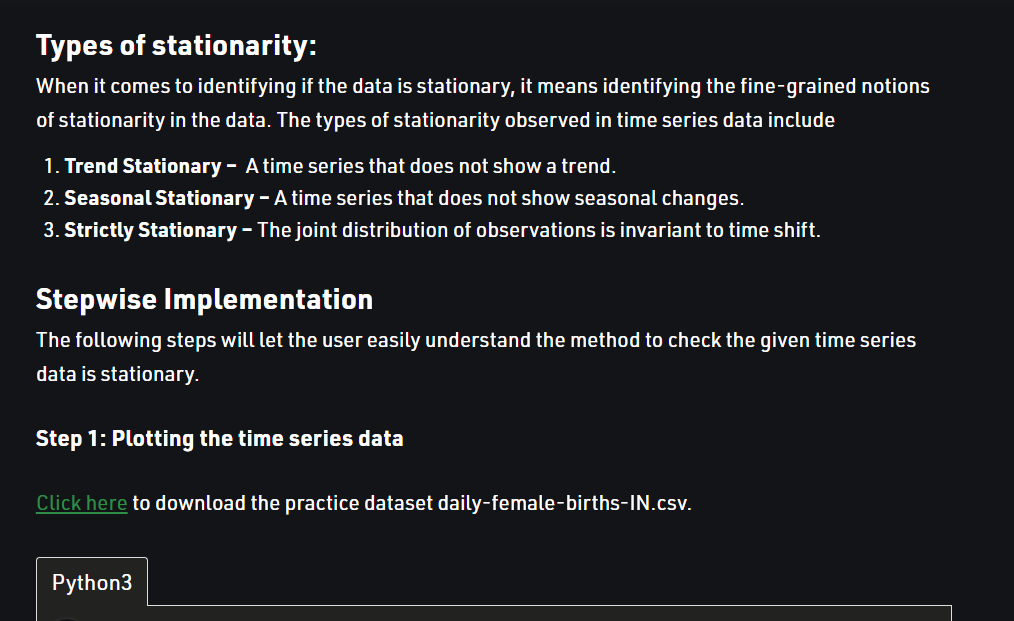 Types of stationarity:
When it comes to identifying if the data is stationary, it means identifying the fine-grained notions
of stationarity in the data. The types of stationarity observed in time series data include
1. Trend Stationary – A time series that does not show a trend.
2. Seasonal Stationary – A time series that does not show seasonal changes.
3. Strictly Stationary – The joint distribution of observations is invariant to time shift.
Stepwise Implementation
The following steps will let the user easily understand the method to check the given time series
data is stationary.
Step 1: Plotting the time series data
Click here to download the practice dataset daily-female-births-IN.csv.
Python3